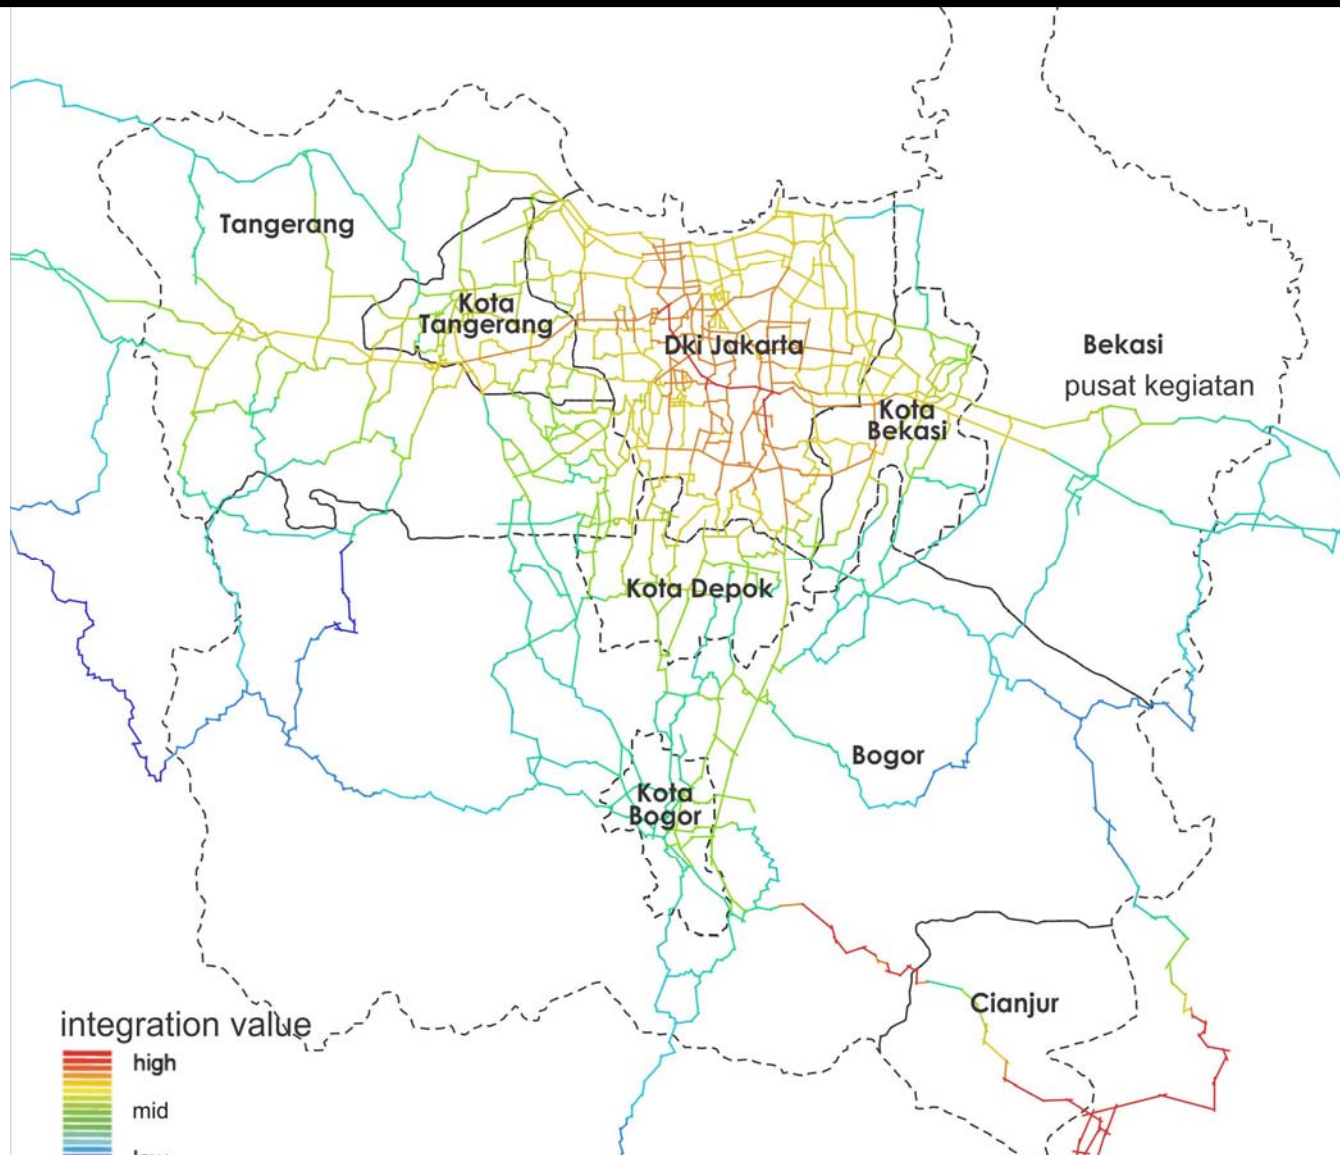 Tangerang
Kota
Tangerang
Dki Jakarta
Bekasi
pusat kegiatan
Kota
Bekasi
Kota Depok
Bogor
Kota
Bogor
Cianjur
integration value
high
mid